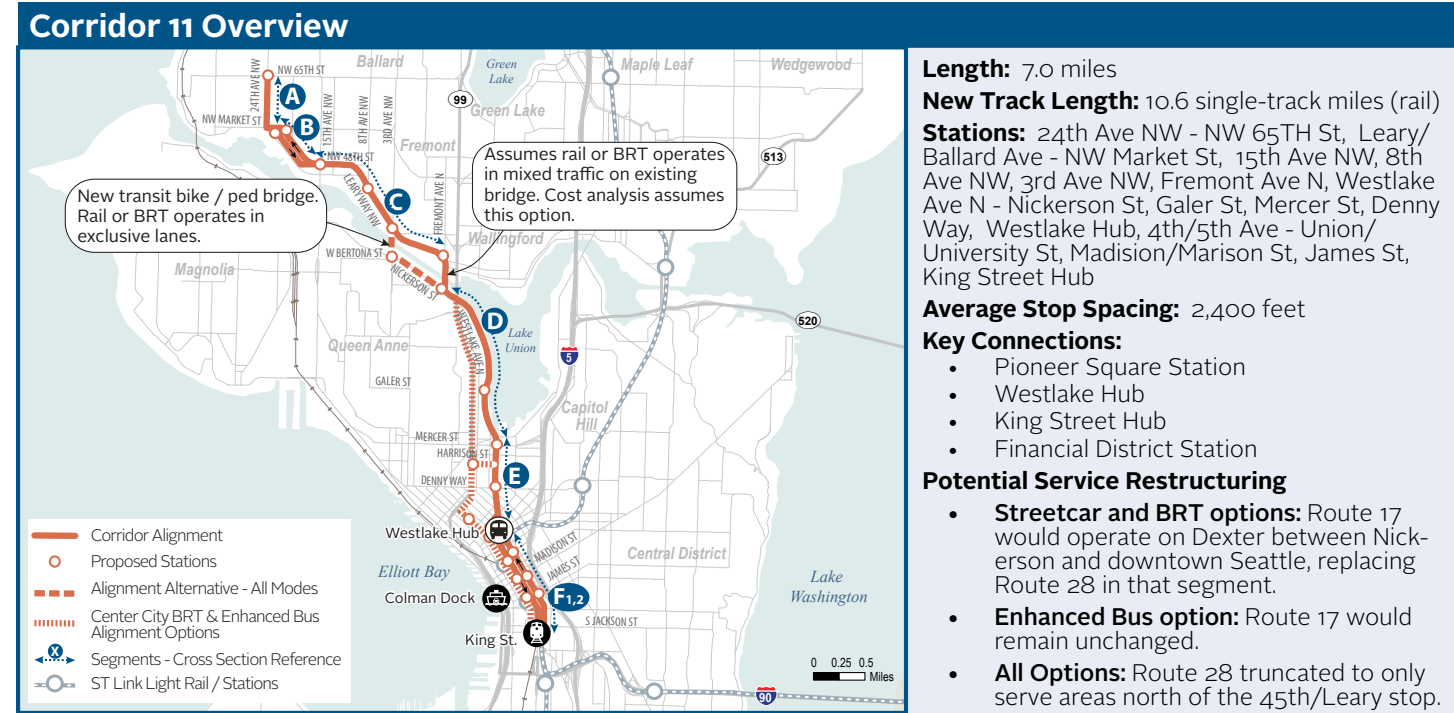 Corridor 11 Overview
Ballard
Green
Lake
Maple Leaf
Wedgewood
NW 65TH ST
24TH AVE NW
A
99
Green Lake
NW MARKET ST
B
15TH AVE NW
8TH AVE NW
3RD AVE NW
Fremont
NW 48TH ST
513
Assumes rail or BRT operates
in mixed traffic on existing
bridge. Cost analysis assumes
this option.
New transit bike / ped bridge.
Rail or BRT operates in
exclusive lanes.
LEARY WAY NW
C
FREMONT AVE N
Wallingford
W BERTONA ST
Magnolia
NICKERSON ST
D
WESTLAKE AVE N
Lake
Union
520
Queen Anne
5
GALER ST
Capitol
Hill
MERCER ST
HARRISON ST
E
DENNY WAY
Westlake Hub
MADISON ST
Central District
JAMES ST
Elliott Bay
Lake
Washington
Colman Dock
F1,2
S JACKSON ST
King St.
0 0.25 0.5
Miles
90
Corridor Alignment
Proposed Stations
Alignment Alternative - All Modes
Center City BRT & Enhanced Bus
Alignment Options
X
Segments - Cross Section Reference
ST Link Light Rail / Stations
Length: 7.0 miles
New Track Length: 10.6 single-track miles (rail)
Stations: 24th Ave NW - NW 65TH St, Leary/
Ballard Ave - NW Market St, 15th Ave NW, 8th
Ave NW, 3rd Ave NW, Fremont Ave N, Westlake
Ave N - Nickerson St, Galer St, Mercer St, Denny
Way, Westlake Hub, 4th/5th Ave - Union/
University St, Madision/Marison St, James St,
King Street Hub
Average Stop Spacing: 2,400 feet
Key Connections:
• Pioneer Square Station
• Westlake Hub
• King Street Hub
• Financial District Station
Potential Service Restructuring
• Streetcar and BRT options: Route 17
would operate on Dexter between Nick-
erson and downtown Seattle, replacing
Route 28 in that segment.
• Enhanced Bus option: Route 17 would
remain unchanged.
• All Options: Route 28 truncated to only
serve areas north of the 45th/Leary stop.